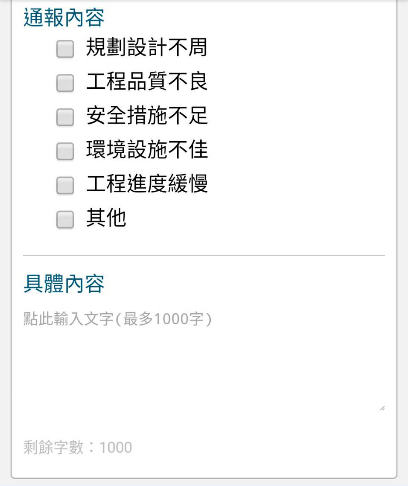 通報內容
規劃設計不周
工程品質不良
安全措施不足
環境設施不佳
工程進度緩慢
其他
具體內容
點此輸入文字(最多1000字)
剩餘字數：1000